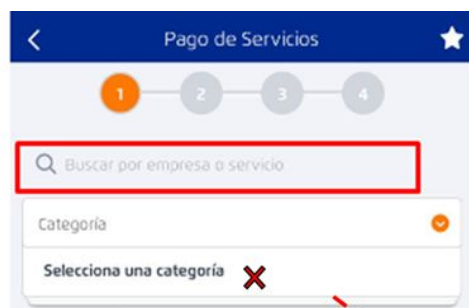 Pago de Servicios
1 2 3 4
Buscar por empresa o servicio
Categoría
Selecciona una categoría